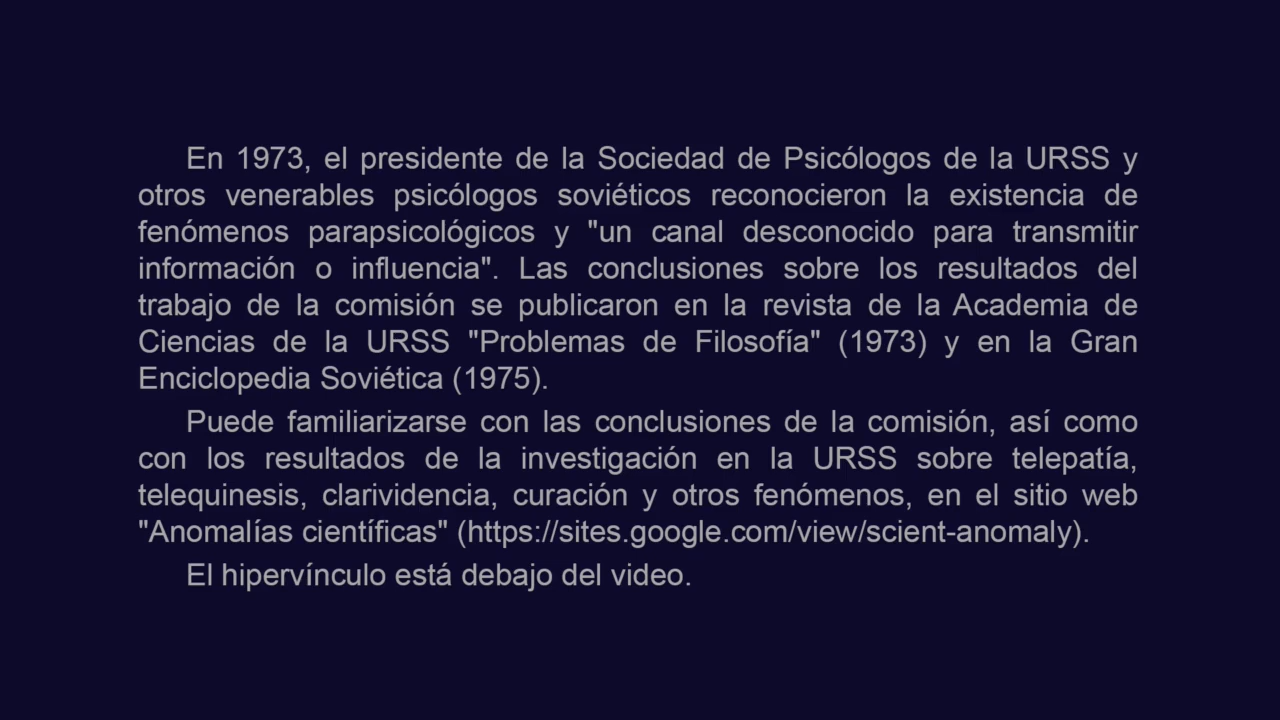 En 1973, el presidente de la Sociedad de Psicólogos de la URSS y
otros venerables psicólogos soviéticos reconocieron la existencia de
fenómenos parapsicológicos y "un canal desconocido para transmitir
información o influencia". Las conclusiones sobre los resultados del
trabajo de la comisión se publicaron en la revista de la Academia de
Ciencias de la URSS "Problemas de Filosofía" (1973) y en la Gran
Enciclopedia Soviética (1975).
Puede familiarizarse con las conclusiones de la comisión, así como
con los resultados de la investigación en la URSS sobre telepatía,
telequinesis, clarividencia, curación y otros fenómenos, en el sitio web
"Anomalías científicas" (https://sites.google.com/view/scient-anomaly).
El hipervínculo está debajo del video.